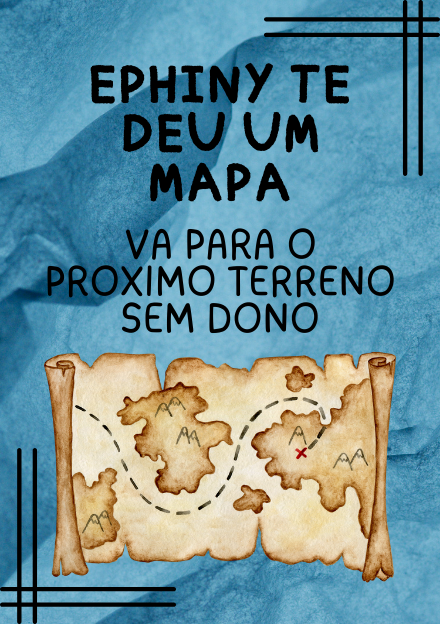 EPHINY TE
DEU UM
MAPA
VA PARA O
PROXIMO TERRENO
SEM DONO